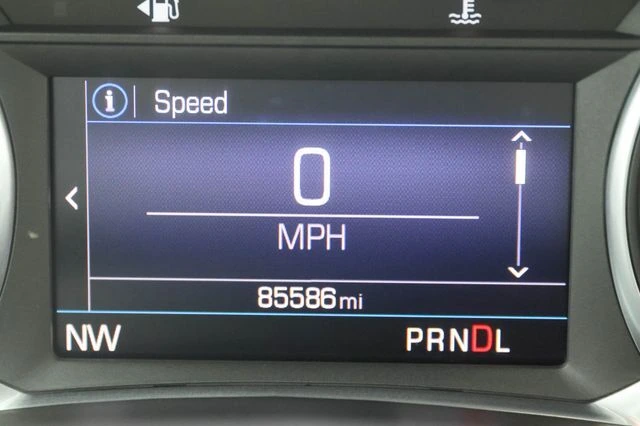 i Speed
0
MPH
85586 mi
NW PRNDL